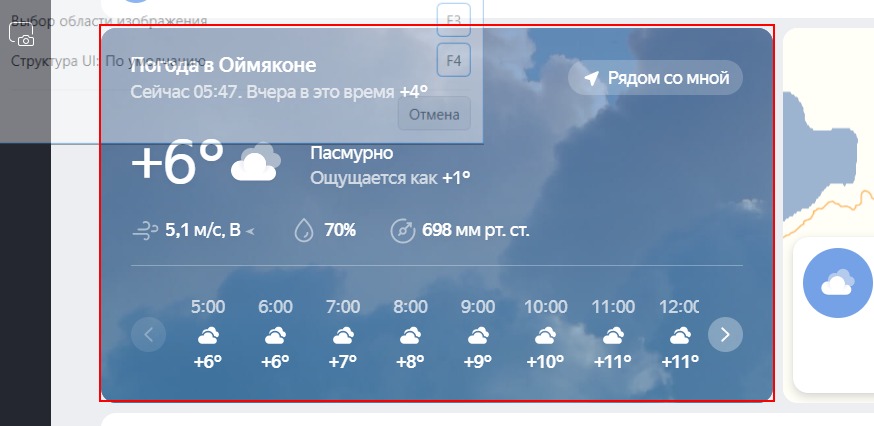 Выбор области изображения
F3
Структура UI: По умолчанию
F4
Отмена
Погода в Оймяконе
Сейчас 05:47. Вчера в это время +4°
Рядом со мной
+6°
Пасмурно
Ощущается как +1°
5,1 м/с, В
70%
698 мм рт. ст.
5:00 6:00 7:00 8:00 9:00 10:00 11:00 12:00
+6° +6° +7° +8° +9° +10° +11° +11°